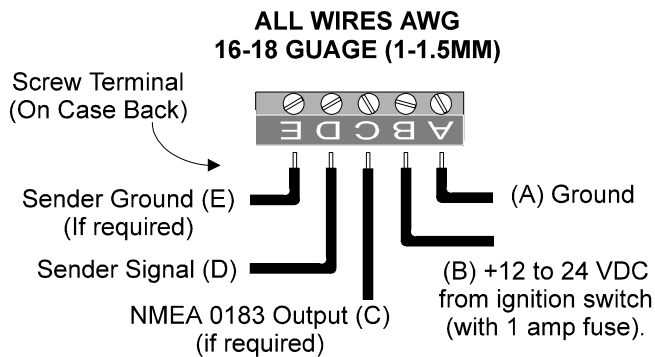 ALL WIRES AWG
16-18 GUAGE (1-1.5MM)
Screw Terminal
(On Case Back)
E D C B A
Sender Ground (E)
(If required)
(A) Ground
Sender Signal (D)
(B) +12 to 24 VDC
from ignition switch
(with 1 amp fuse).
NMEA 0183 Output (C)
(if required)